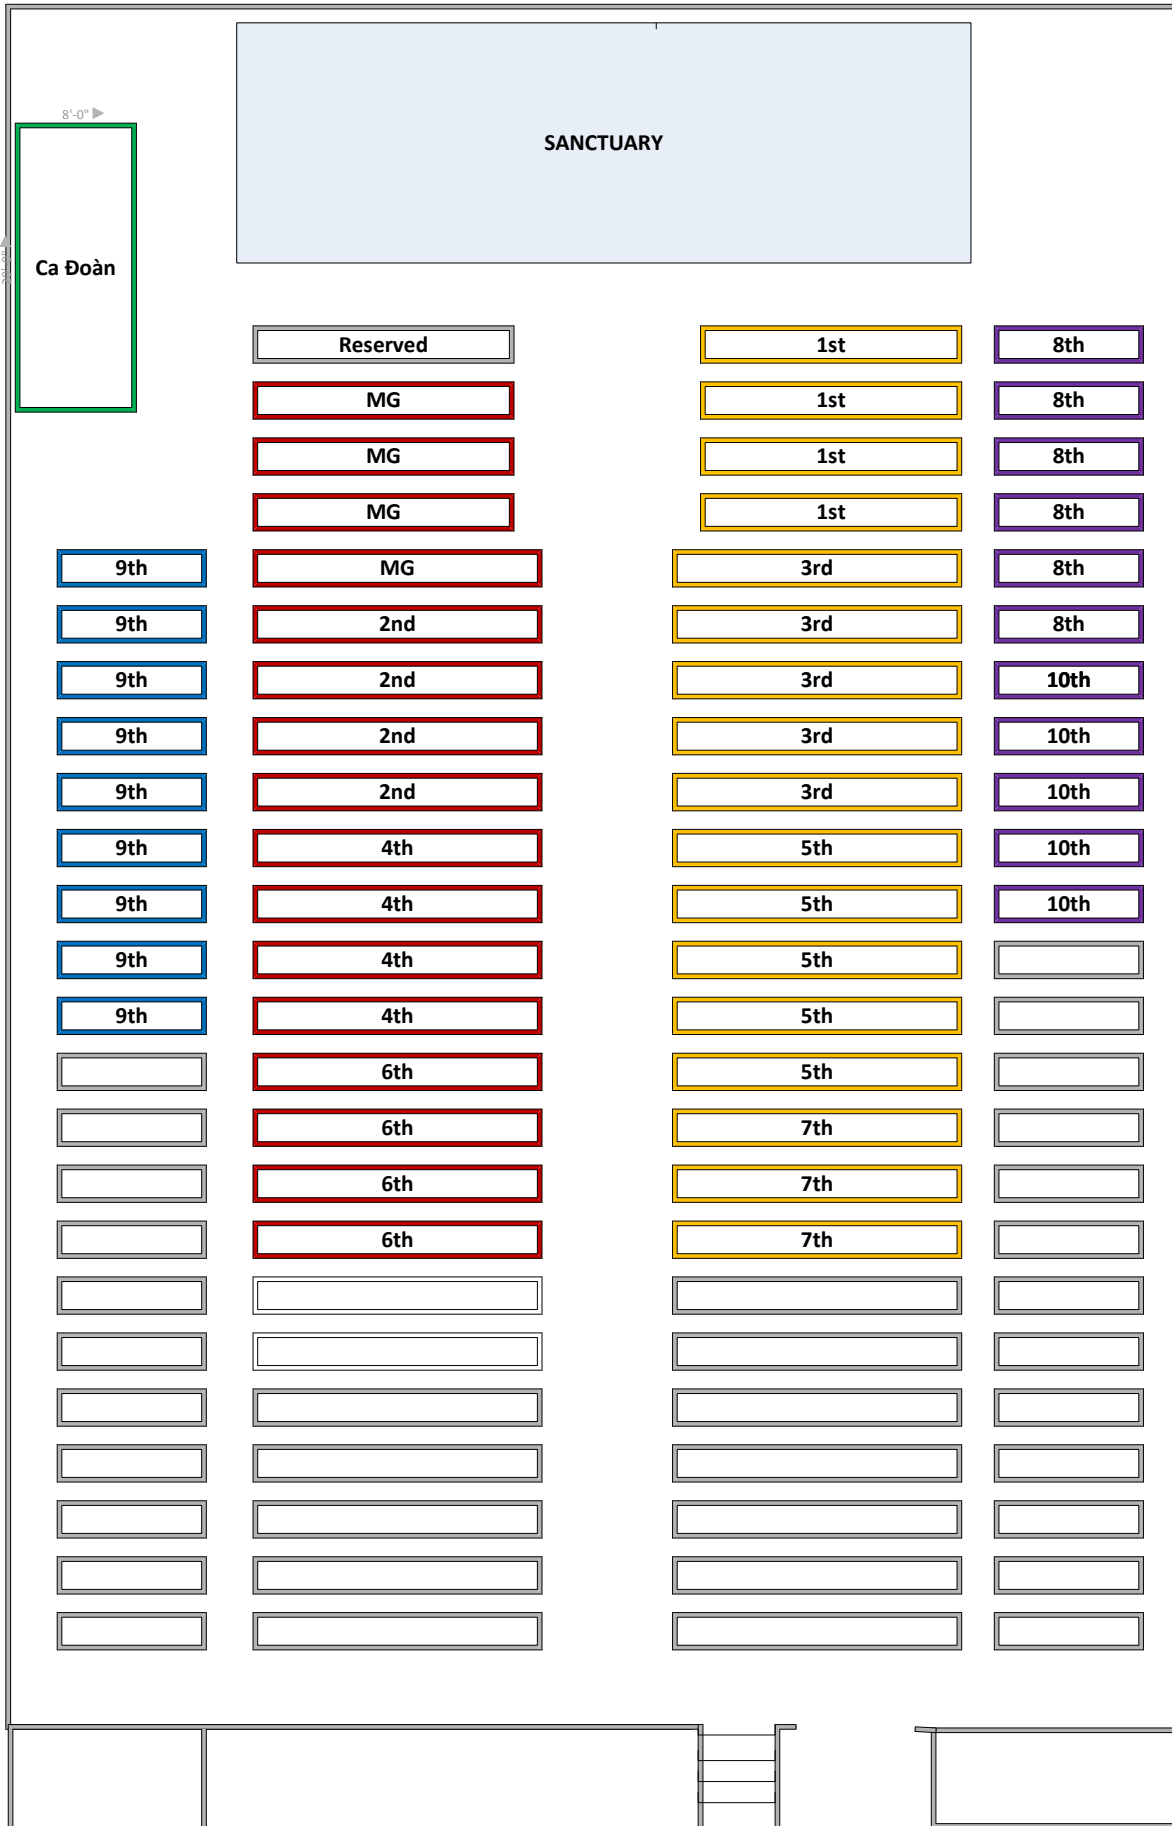 SANCTUARY
8'-0"
Ca Đoàn
Reserved 1st 8th
MG 1st 8th
MG 1st 8th
MG 1st 8th
9th MG 3rd 8th
9th 2nd 3rd 8th
9th 2nd 3rd 10th
9th 2nd 3rd 10th
9th 2nd 3rd 10th
9th 4th 5th 10th
9th 4th 5th 10th
9th 4th 5th
9th 4th 5th
6th 5th
6th 7th
6th 7th
6th 7th